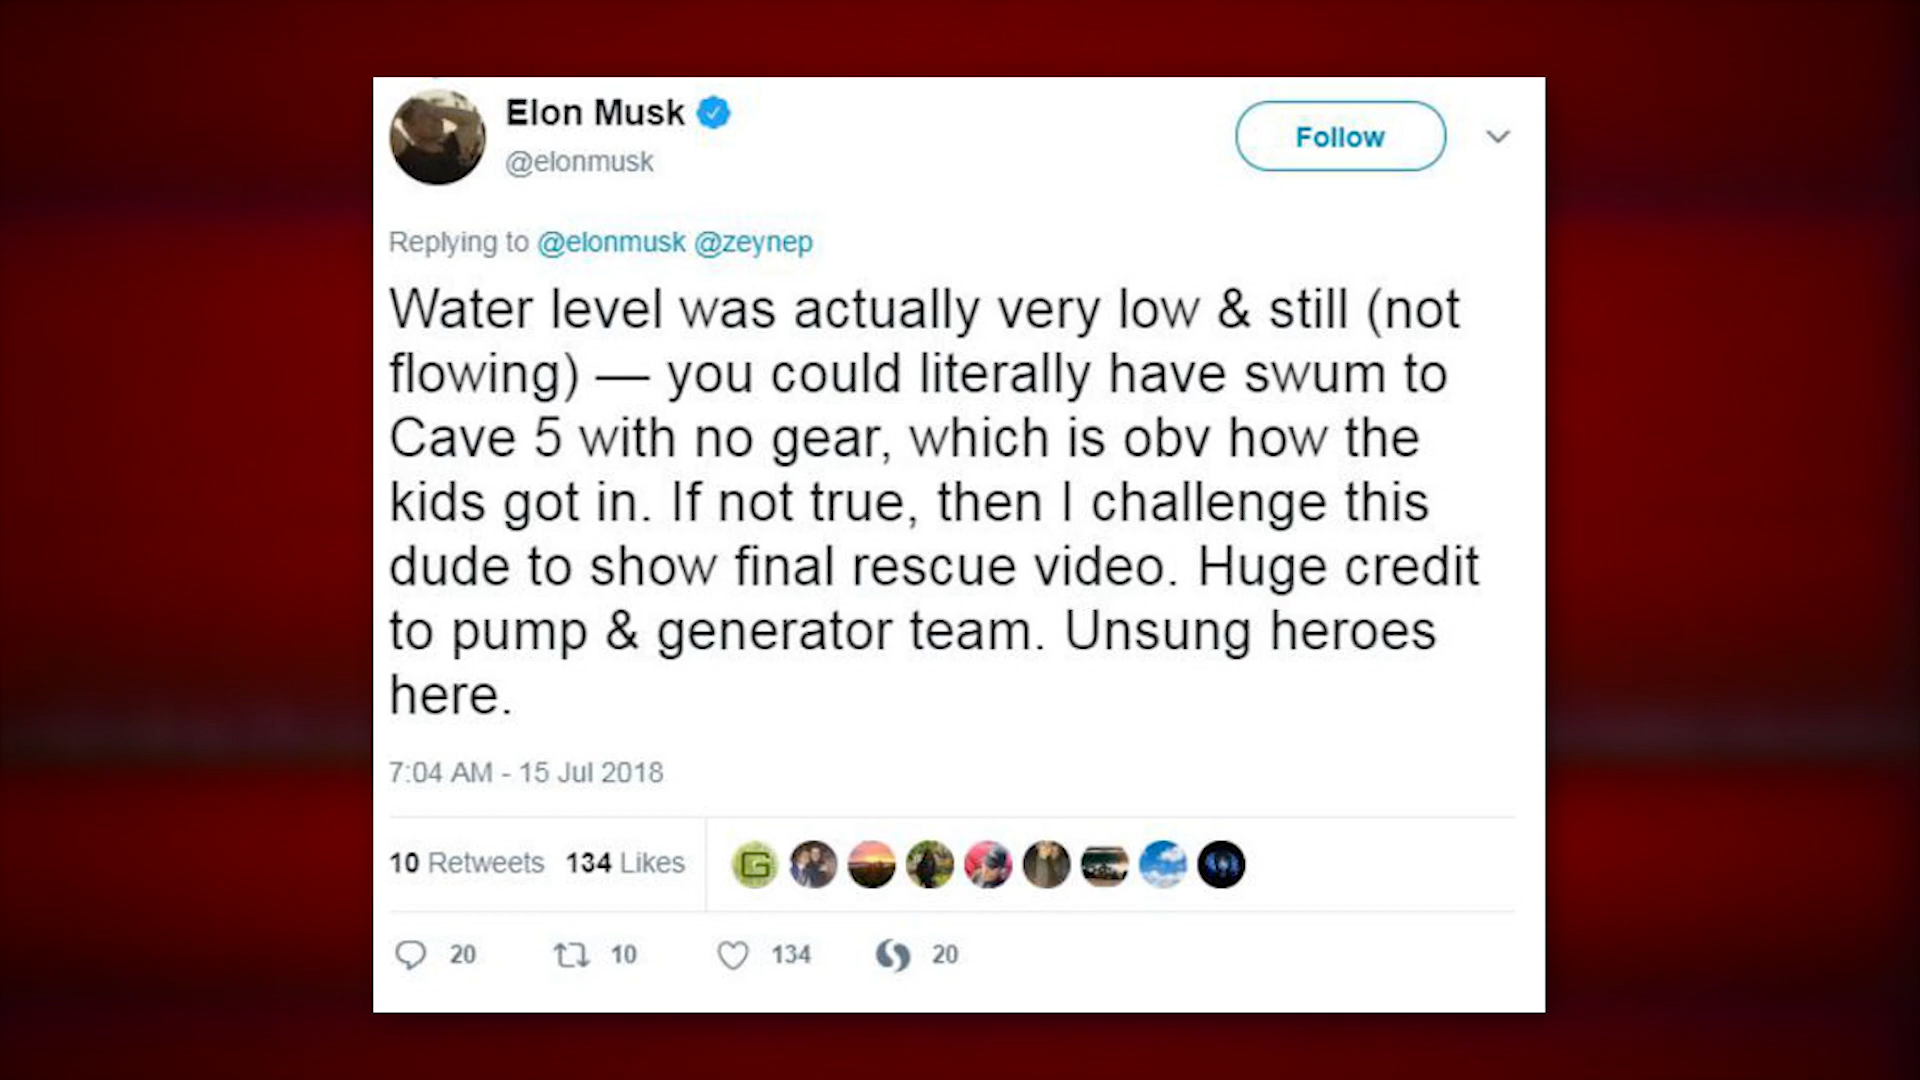 Elon Musk
@elonmusk
Follow
Replying to @elonmusk @zeynep
Water level was actually very low & still (not
flowing) — you could literally have swum to
Cave 5 with no gear, which is obv how the
kids got in. If not true, then I challenge this
dude to show final rescue video. Huge credit
to pump & generator team. Unsung heroes
here.
7:04 AM - 15 Jul 2018
10 Retweets 134 Likes
20 10 134 20